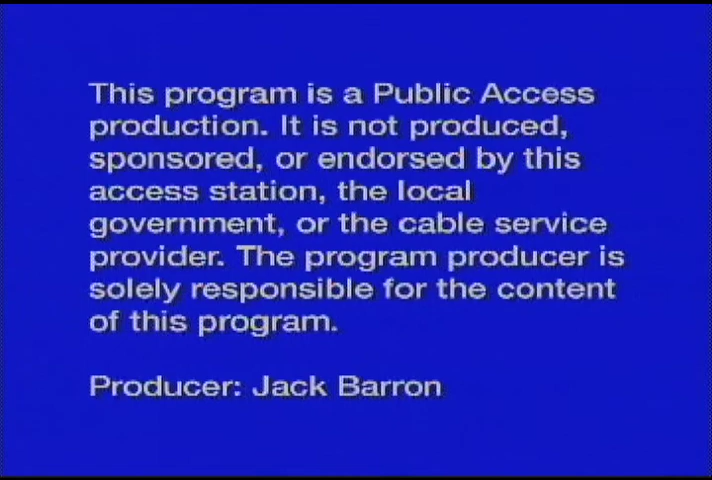 This program is a Public Access
production. It is not produced,
sponsored, or endorsed by this
access station, the local
government, or the cable service
provider. The program producer is
solely responsible for the content
of this program.
Producer: Jack Barron